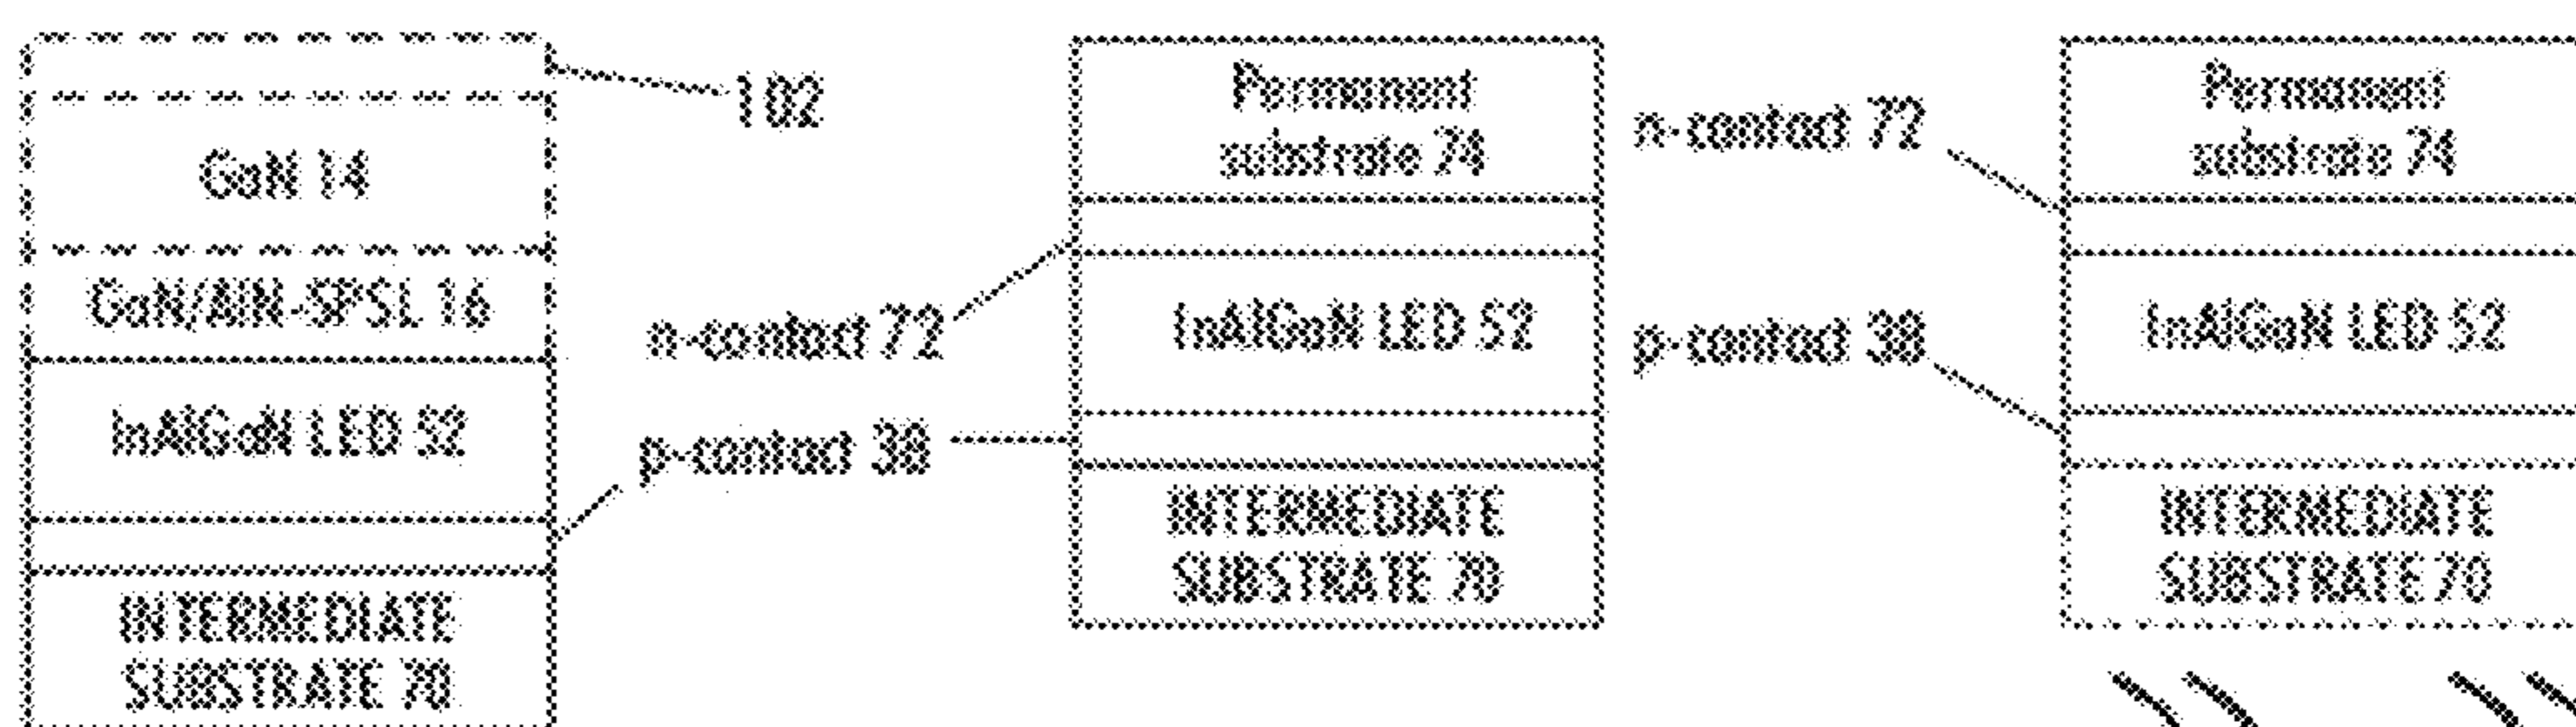 102
GaN 14
GaN/AlN-SPSL 16
InAlGaN LED 52
INTERMEDIATE
SUBSTRATE 70
n-contact 72
p-contact 38
Permanent
substrate 74
InAlGaN LED 52
INTERMEDIATE
SUBSTRATE 70
n-contact 72
p-contact 38
Permanent
substrate 74
InAlGaN LED 52
INTERMEDIATE
SUBSTRATE 70